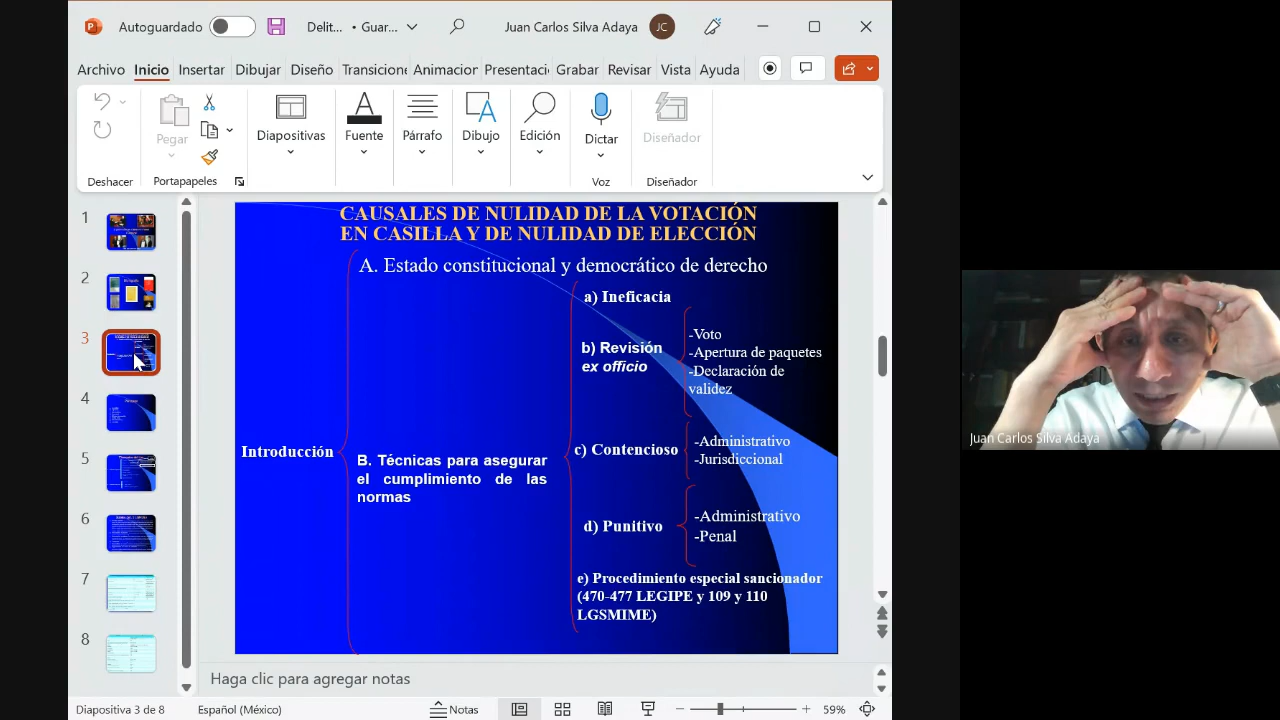 Autoguardado
Delit... • Guar...
Juan Carlos Silva Adaya
JC
Archivo
Inicio
Insertar
Dibujar
Diseño
Transicione
Animacion
Presentaci
Grabar
Revisar
Vista
Ayuda
Pegar
Diapositivas
Fuente
Párrafo
Dibujo
Edición
Dictar
Diseñador
Deshacer
Portapapeles
Voz
Diseñador
1
2
3
4
5
6
7
8
CAUSALES DE NULIDAD DE LA VOTACIÓN
EN CASILLA Y DE NULIDAD DE ELECCIÓN
A. Estado constitucional y democrático de derecho
Introducción
B. Técnicas para asegurar
el cumplimiento de las
normas
a) Ineficacia
b) Revisión
ex officio
-Voto
-Apertura de paquetes
-Declaración de
validez
c) Contencioso
-Administrativo
-Jurisdiccional
d) Punitivo
-Administrativo
-Penal
e) Procedimiento especial sancionador
(470-477 LEGIPE y 109 y 110
LGSMIME)
Haga clic para agregar notas
Diapositiva 3 de 8
Español (México)
Notas
59%
Juan Carlos Silva Adaya